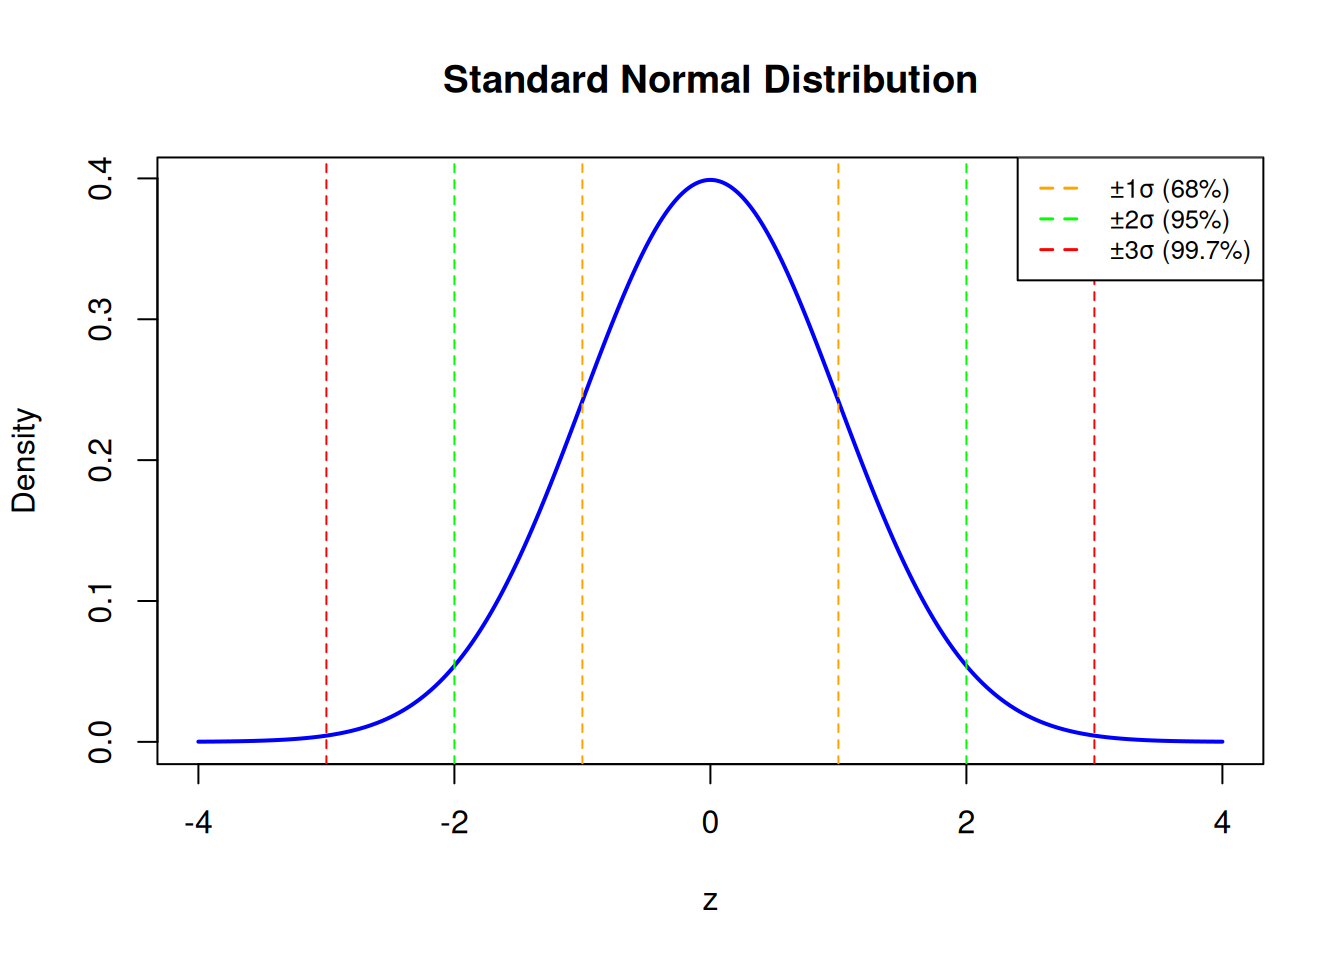 Standard Normal Distribution
±1σ (68%)
±2σ (95%)
±3σ (99.7%)
Density
0.4
0.3
0.2
0.1
0.0
-4 -2 0 2 4
z